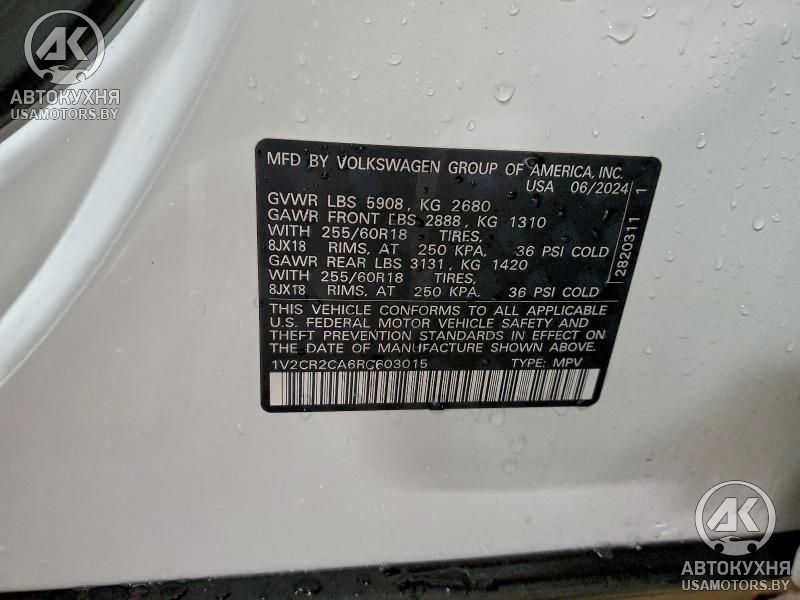 AK
АВТОКУХНЯ
USAMOTORS.BY
MFD BY VOLKSWAGEN GROUP OF AMERICA, INC.
USA 06/2024
GVWR LBS 5908, KG 2680
GAWR FRONT LBS 2888, KG 1310
WITH 255/60R18 TIRES,
8JX18 RIMS, AT 250 KPA, 36 PSI COLD
GAWR REAR LBS 3131, KG 1420
WITH 255/60R18 TIRES,
8JX18 RIMS, AT 250 KPA, 36 PSI COLD
THIS VEHICLE CONFORMS TO ALL APPLICABLE
U.S. FEDERAL MOTOR VEHICLE SAFETY AND
THEFT PREVENTION STANDARDS IN EFFECT ON
THE DATE OF MANUFACTURE SHOWN ABOVE.
1V2CR2CA6RC603015 TYPE: MPV
2820311 1
AK
АВТОКУХНЯ
USAMOTORS.BY